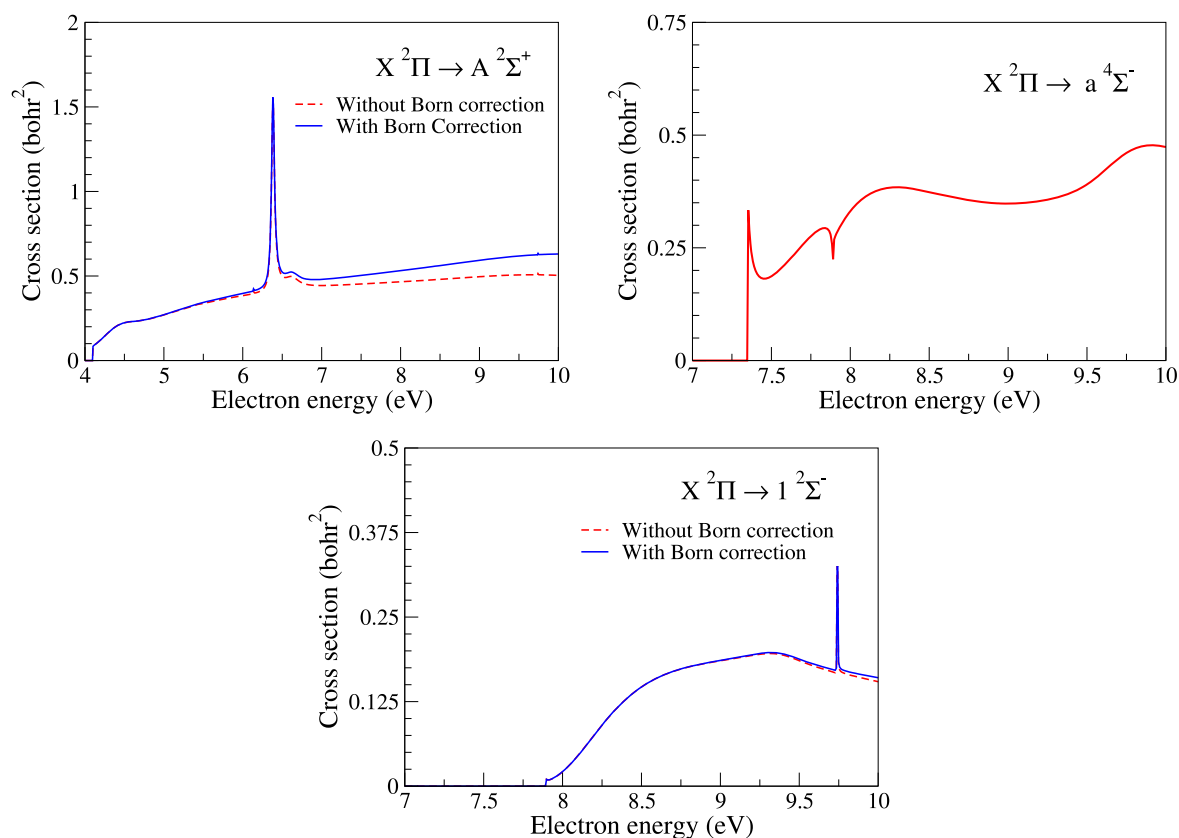 2
1.5
1
0.5
0
4
5
6
7
8
9
10
Cross section (bohr²)
Electron energy (eV)
X ²Π → A ²Σ⁺
Without Born correction
With Born Correction
0.75
0.5
0.25
0
7
7.5
8
8.5
9
9.5
10
Cross section (bohr²)
Electron energy (eV)
X ²Π → a ⁴Σ⁻
0.5
0.375
0.25
0.125
0
7
7.5
8
8.5
9
9.5
10
Cross section (bohr²)
Electron energy (eV)
X ²Π → 1 ²Σ⁻
Without Born correction
With Born correction